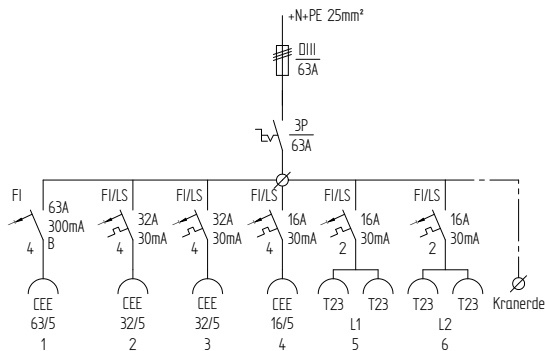 +N+PE 25mm²
DIII
63A
3P
63A
FI FI/LS FI/LS FI/LS FI/LS FI/LS
63A 32A 32A 16A 16A 16A
300mA 30mA 30mA 30mA 30mA 30mA
B
4 4 4 4 2 2
CEE CEE CEE CEE T23 T23 T23 T23 Kranerde
63/5 32/5 32/5 16/5 L1 L2
1 2 3 4 5 6